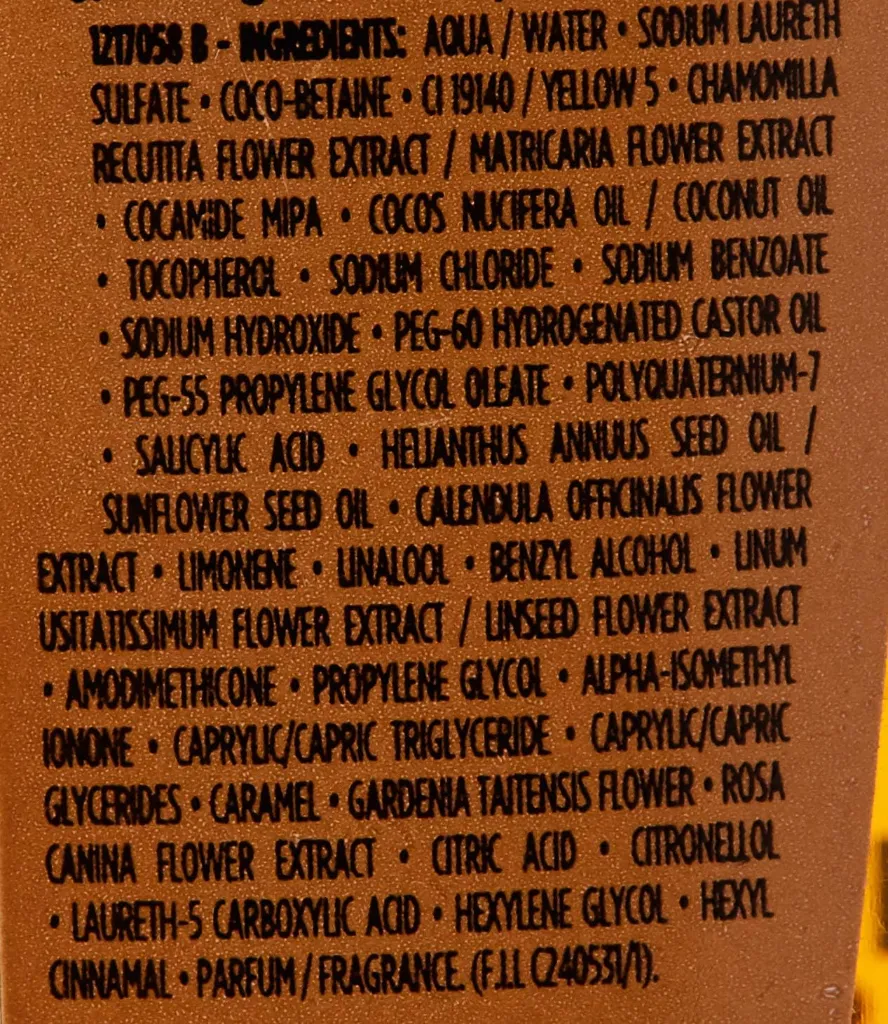 1217058 B - INGREDIENTS: AQUA / WATER • SODIUM LAURETH
SULFATE • COCO-BETAINE • CI 19140 / YELLOW 5 • CHAMOMILLA
RECUTITA FLOWER EXTRACT / MATRICARIA FLOWER EXTRACT
• COCAMIDE MIPA • COCOS NUCIFERA OIL / COCONUT OIL
• TOCOPHEROL • SODIUM CHLORIDE • SODIUM BENZOATE
• SODIUM HYDROXIDE • PEG-60 HYDROGENATED CASTOR OIL
• PEG-55 PROPYLENE GLYCOL OLEATE • POLYQUATERNIUM-7
• SALICYLIC ACID • HELIANTHUS ANNUUS SEED OIL /
SUNFLOWER SEED OIL • CALENDULA OFFICINALIS FLOWER
EXTRACT • LIMONENE • LINALOOL • BENZYL ALCOHOL • LINUM
USITATISSIMUM FLOWER EXTRACT / LINSEED FLOWER EXTRACT
• AMODIMETHICONE • PROPYLENE GLYCOL • ALPHA-ISOMETHYL
IONONE • CAPRYLIC/CAPRIC TRIGLYCERIDE • CAPRYLIC/CAPRIC
GLYCERIDES • CARAMEL • GARDENIA TAITENSIS FLOWER • ROSA
CANINA FLOWER EXTRACT • CITRIC ACID • CITRONELLOL
• LAURETH-5 CARBOXYLIC ACID • HEXYLENE GLYCOL • HEXYL
CINNAMAL • PARFUM / FRAGRANCE. (F.I.L C240531/1).